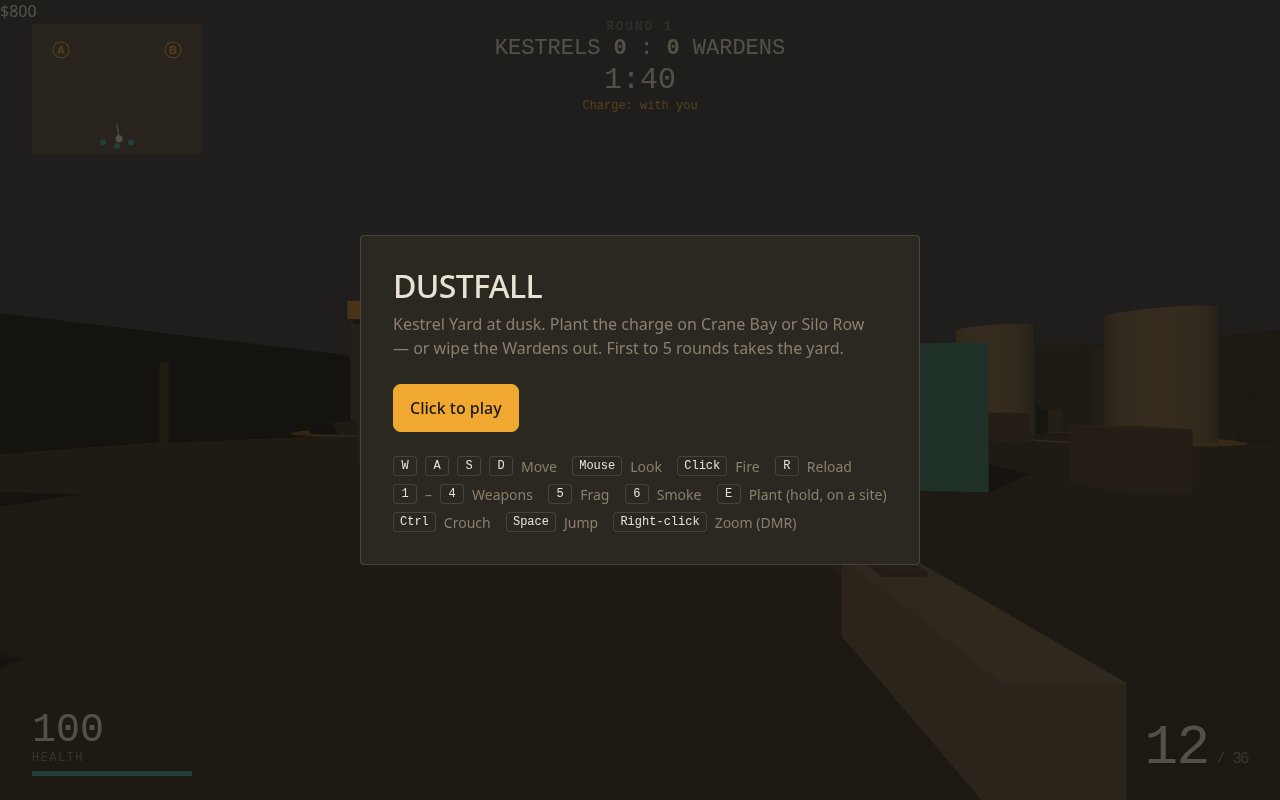 $800
A B
ROUND 1
KESTRELS 0 : 0 WARDENS
1:40
Charge: with you
DUSTFALL
Kestrel Yard at dusk. Plant the charge on Crane Bay or Silo Row
— or wipe the Wardens out. First to 5 rounds takes the yard.
Click to play
W A S D Move Mouse Look Click Fire R Reload
1 – 4 Weapons 5 Frag 6 Smoke E Plant (hold, on a site)
Ctrl Crouch Space Jump Right-click Zoom (DMR)
100
HEALTH
12 / 36